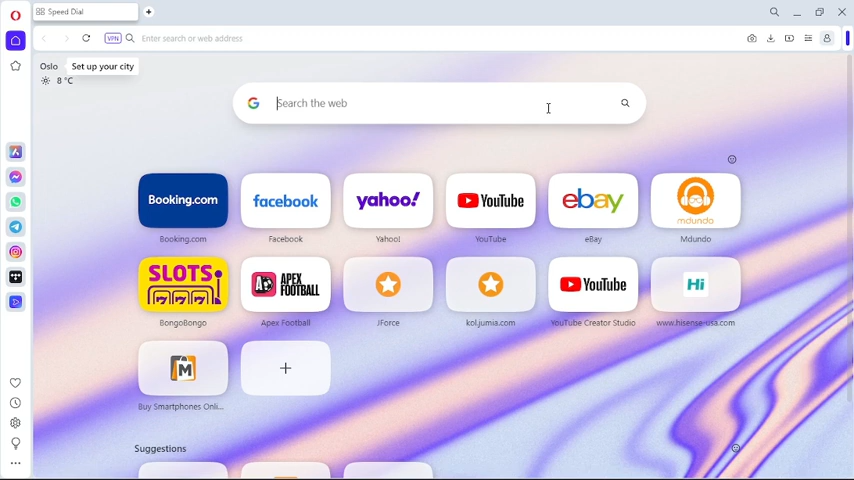 Speed Dial
VPN Enter search or web address
Oslo Set up your city
8 °C
Search the web
Booking.com facebook yahoo! YouTube ebay mdundo
Booking.com Facebook Yahoo! YouTube eBay Mdundo
SLOTS 777 APEX FOOTBALL YouTube Hi
BongoBongo Apex Football JForce kol.jumia.com YouTube Creator Studio www.hisense-usa.com
M
Buy Smartphones Onli...
Suggestions